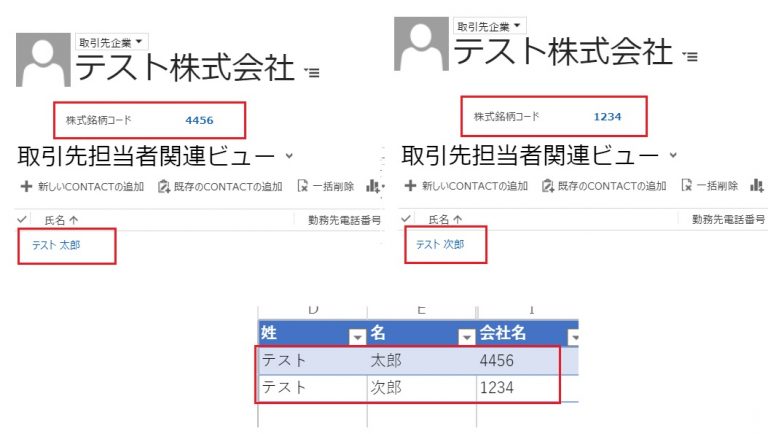 取引先企業
テスト株式会社
株式銘柄コード 4456
取引先担当者関連ビュー
新しいCONTACTの追加 既存のCONTACTの追加 一括削除
氏名 勤務先電話番号
テスト 太郎
取引先企業
テスト株式会社
株式銘柄コード 1234
取引先担当者関連ビュー
新しいCONTACTの追加 既存のCONTACTの追加 一括削除
氏名 勤務先電話番号
テスト 次郎
D E I
姓 名 会社名
テスト 太郎 4456
テスト 次郎 1234